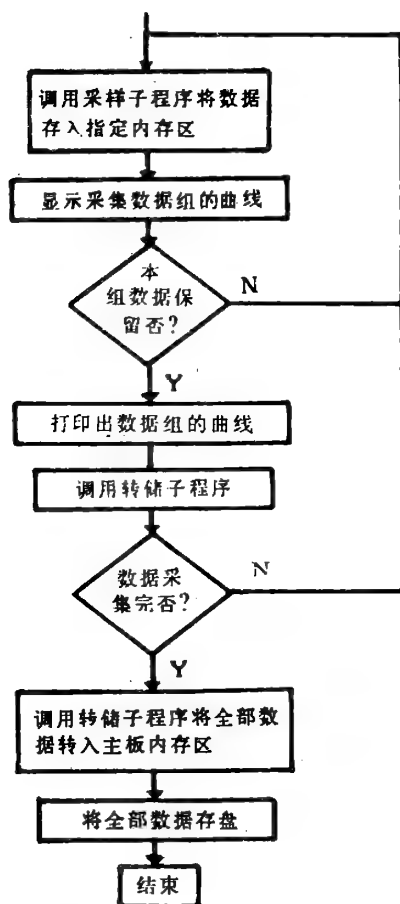 调用采样子程序将数据
存入指定内存区
显示采集数据组的曲线
本
组数据保
留否?
N
Y
打印出数据组的曲线
调用转储子程序
数据采
集完否?
N
Y
调用转储子程序将全部数
据转入主板内存区
将全部数据存盘
结束